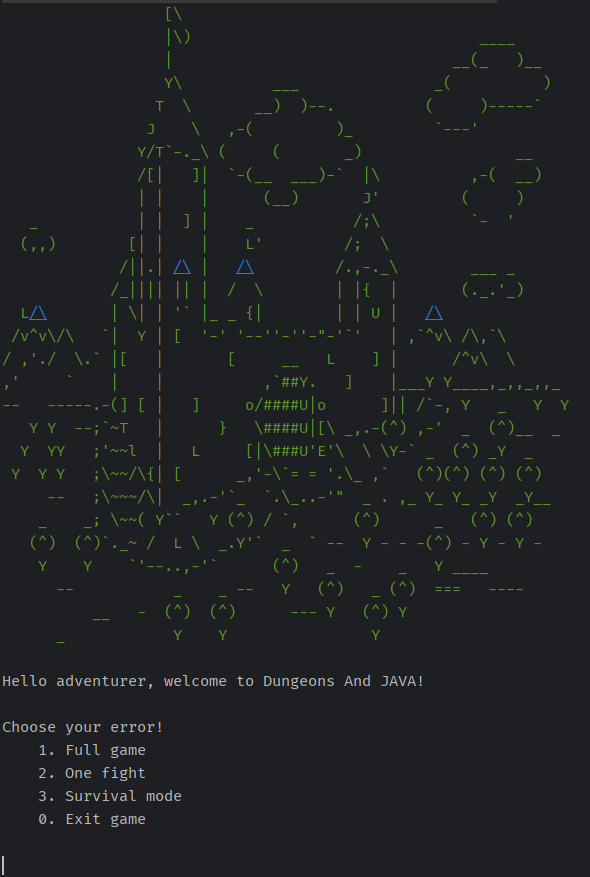 Hello adventurer, welcome to Dungeons And JAVA!
Choose your error!
1. Full game
2. One fight
3. Survival mode
0. Exit game